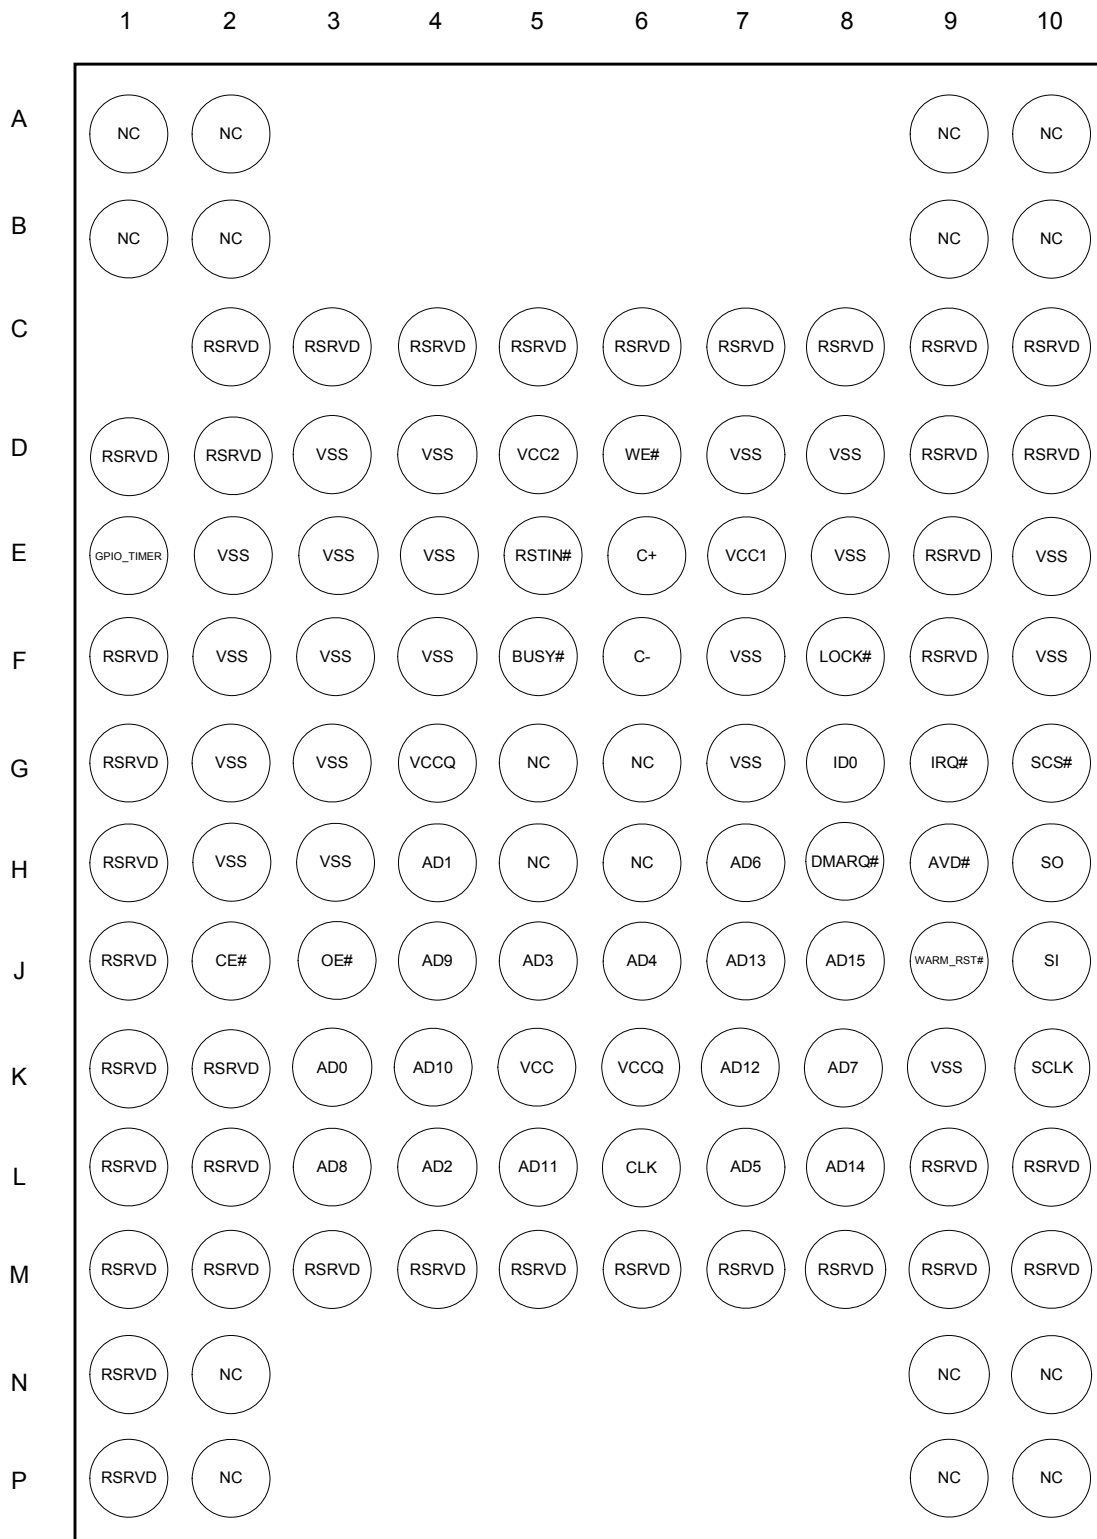 1 2 3 4 5 6 7 8 9 10
A NC NC NC NC
B NC NC NC NC
C RSRVD RSRVD RSRVD RSRVD RSRVD RSRVD RSRVD RSRVD RSRVD
D RSRVD RSRVD VSS VSS VCC2 WE# VSS VSS RSRVD RSRVD
E GPIO_TIMER VSS VSS VSS RSTIN# C+ VCC1 VSS RSRVD VSS
F RSRVD VSS VSS VSS BUSY# C- VSS LOCK# RSRVD VSS
G RSRVD VSS VSS VCCQ NC NC VSS ID0 IRQ# SCS#
H RSRVD VSS VSS AD1 NC NC AD6 DMARQ# AVD# SO
J RSRVD CE# OE# AD9 AD3 AD4 AD13 AD15 WARM_RST# SI
K RSRVD RSRVD AD0 AD10 VCC VCCQ AD12 AD7 VSS SCLK
L RSRVD RSRVD AD8 AD2 AD11 CLK AD5 AD14 RSRVD RSRVD
M RSRVD RSRVD RSRVD RSRVD RSRVD RSRVD RSRVD RSRVD RSRVD RSRVD
N RSRVD NC NC NC
P RSRVD NC NC NC